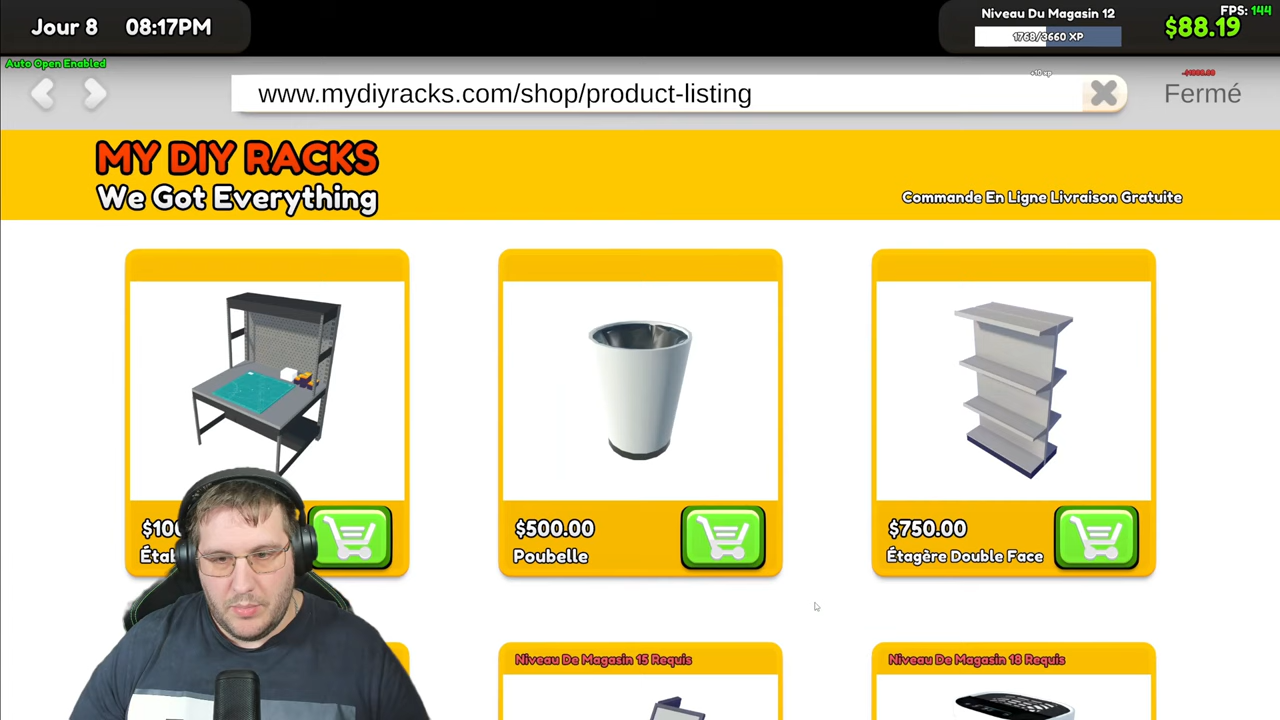 Jour 8 08:17PM
Niveau Du Magasin 12
1768/3660 XP
FPS: 144
$88.19
Auto Open Enabled
+10 xp
www.mydiyracks.com/shop/product-listing
Fermé
MY DIY RACKS
We Got Everything
Commande En Ligne Livraison Gratuite
$500.00
Poubelle
$750.00
Étagère Double Face
Niveau De Magasin 15 Requis
Niveau De Magasin 18 Requis